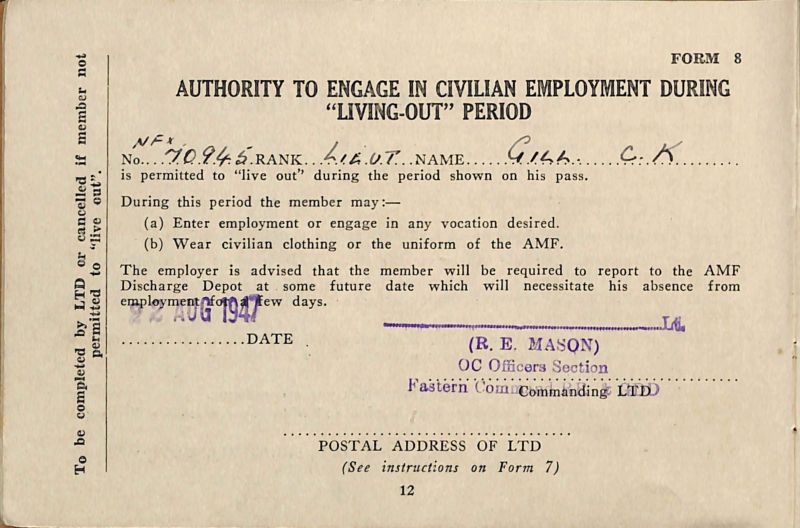 FORM 8
AUTHORITY TO ENGAGE IN CIVILIAN EMPLOYMENT DURING
“LIVING-OUT” PERIOD
NFX
No....70945.RANK...LIEUT..NAME.....GILL.....C.K.........
is permitted to “live out” during the period shown on his pass.
During this period the member may:—
(a) Enter employment or engage in any vocation desired.
(b) Wear civilian clothing or the uniform of the AMF.
The employer is advised that the member will be required to report to the AMF
Discharge Depot at some future date which will necessitate his absence from
employment for a few days.
22 AUG 1947
.................DATE
Lt.
(R. E. MASON)
OC Officers Section
Eastern Command
Commanding LTD
POSTAL ADDRESS OF LTD
(See instructions on Form 7)
12
To be completed by LTD or cancelled if member not
permitted to “live out”.